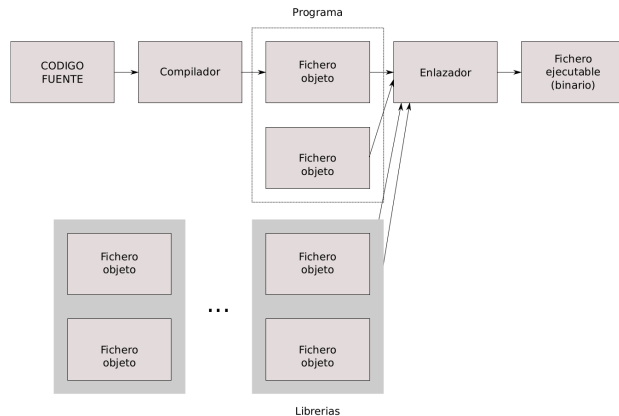 Programa
CODIGO
FUENTE
Compilador
Fichero
objeto
Enlazador
Fichero
ejecutable
(binario)
Fichero
objeto
Fichero
objeto
Fichero
objeto
...
Fichero
objeto
Fichero
objeto
Librerias